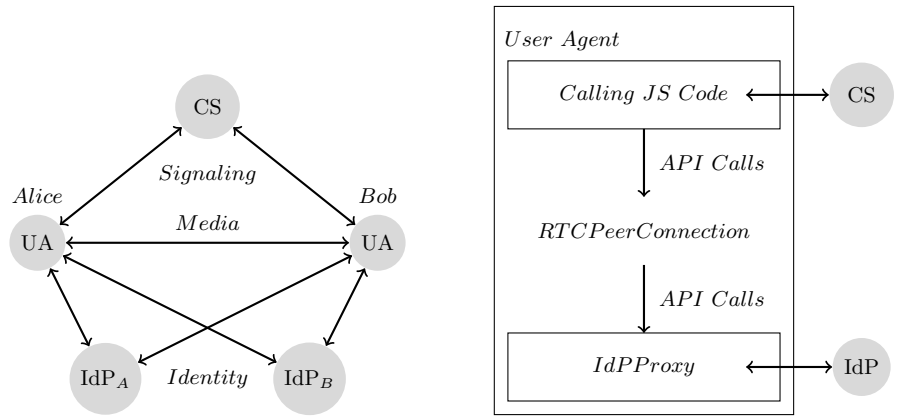 CS
Signaling
Alice
Bob
Media
UA
UA
IdP_A
Identity
IdP_B
User Agent
Calling JS Code
CS
API Calls
RTCPeerConnection
API Calls
IdPProxy
IdP